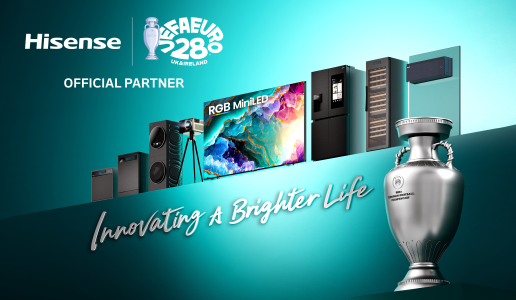 Hisense
UEFA EURO
28
UK&IRELAND
OFFICIAL PARTNER
RGB MiniLED
Innovating A Brighter Life